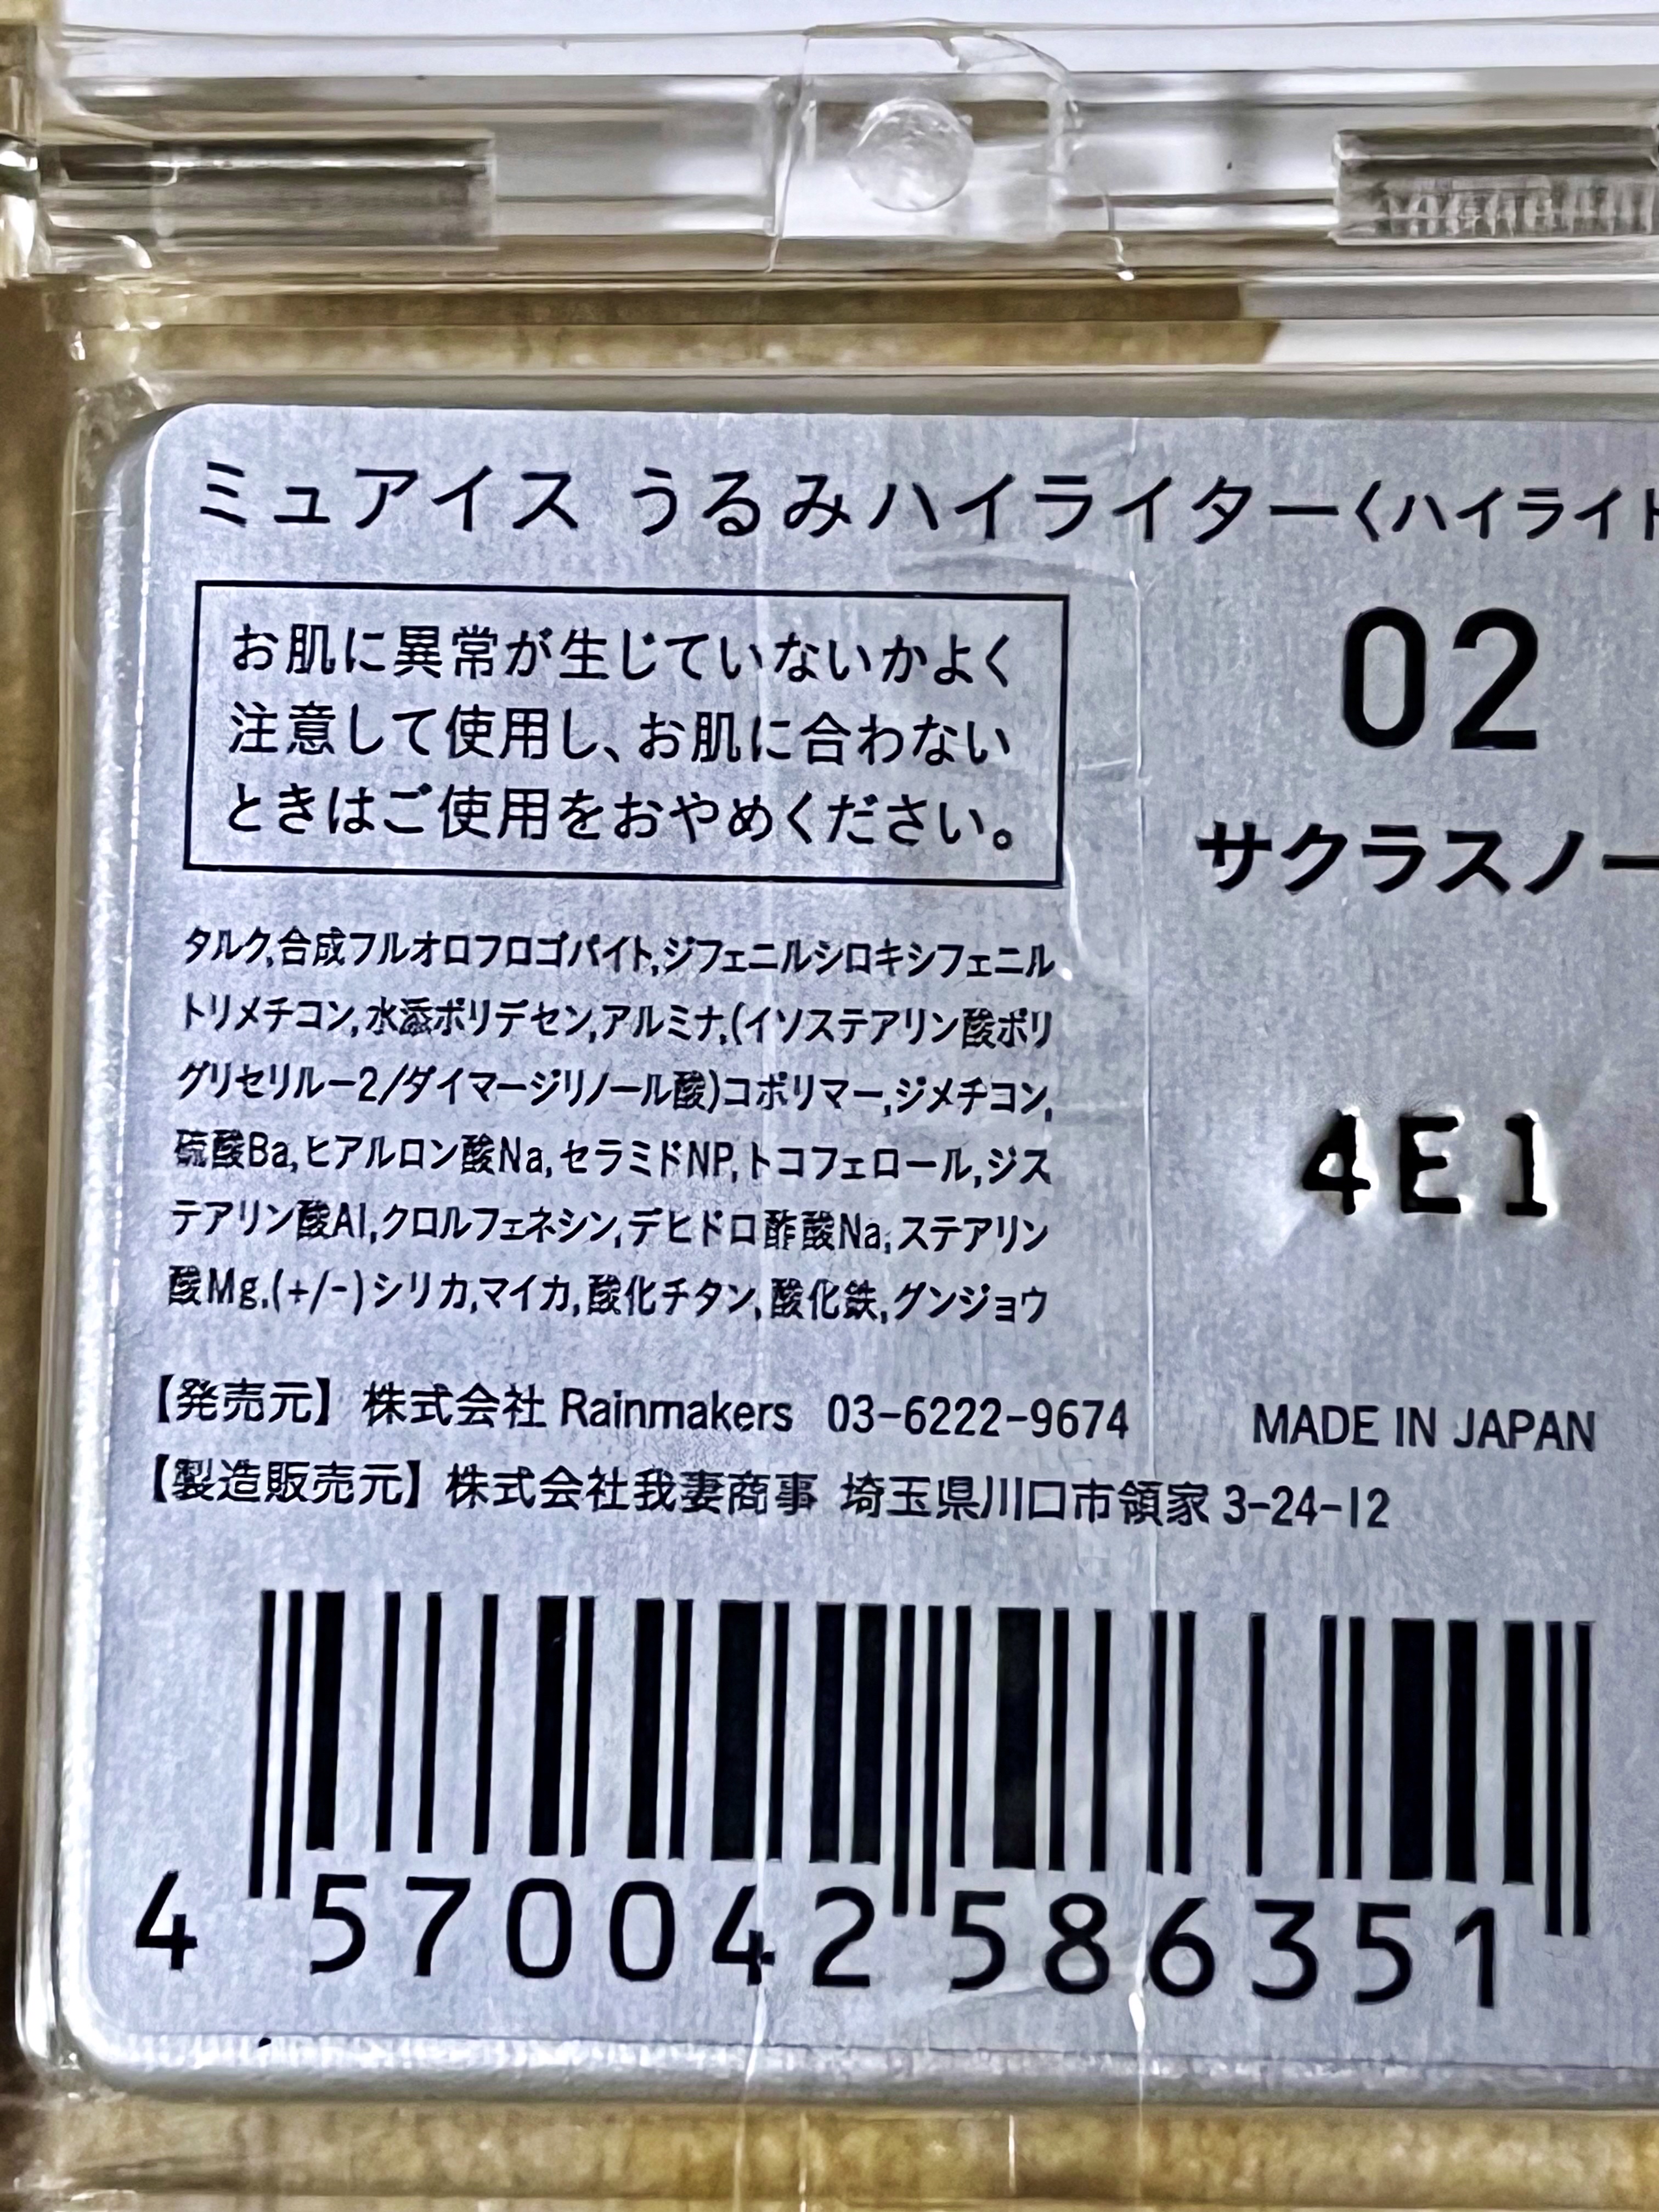 ミュアイス うるみハイライター〈ハイライト
お肌に異常が生じていないかよく
注意して使用し、お肌に合わない
ときはご使用をおやめください。
02
サクラスノー
タルク,合成フルオロフロゴパイト,ジフェニルシロキシフェニル
トリメチコン,水添ポリデセン,アルミナ,(イソステアリン酸ポリ
グリセリルー2/ダイマージリノール酸)コポリマー,ジメチコン,
硫酸Ba,ヒアルロン酸Na,セラミドNP,トコフェロール,ジス
テアリン酸Al,クロルフェネシン,デヒドロ酢酸Na,ステアリン
酸Mg,(+/-)シリカ,マイカ,酸化チタン,酸化鉄,グンジョウ
4E1
【発売元】 株式会社 Rainmakers 03-6222-9674
MADE IN JAPAN
【製造販売元】 株式会社我妻商事 埼玉県川口市領家 3-24-12
4 570042 586351